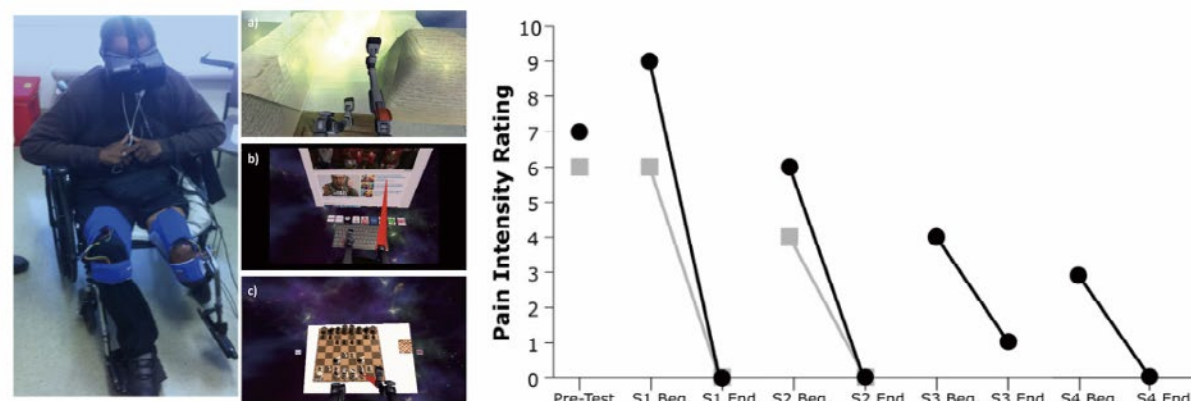 a)
b)
c)
Pain Intensity Rating
10
9
8
7
6
5
4
3
2
1
0
Pre-Test S1 Beg. S1 End S2 Beg. S2 End S3 Beg. S3 End S4 Beg. S4 End